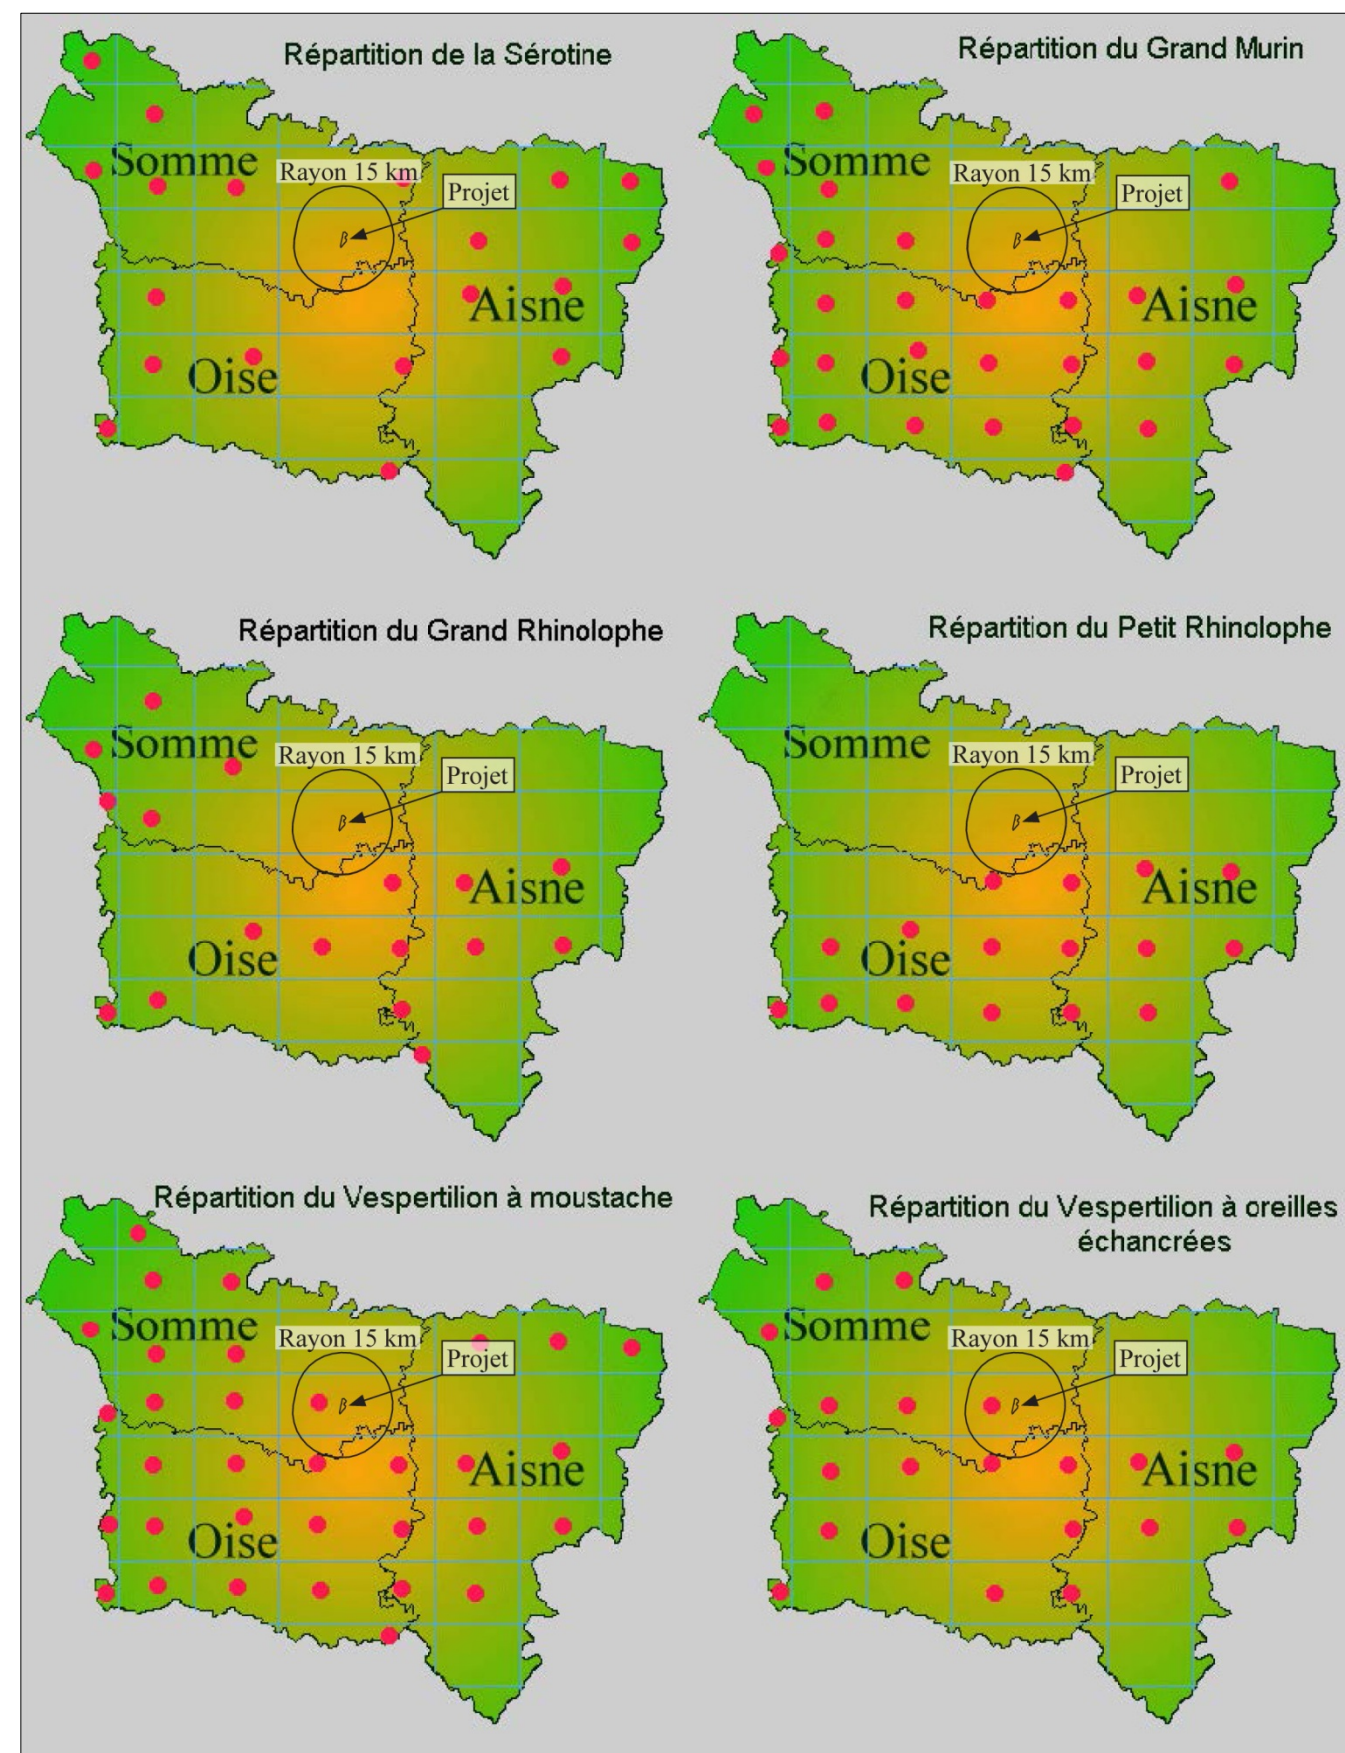 Répartition de la Sérotine
Somme
Rayon 15 km
Projet
Aisne
Oise
Répartition du Grand Murin
Somme
Rayon 15 km
Projet
Aisne
Oise
Répartition du Grand Rhinolophe
Somme
Rayon 15 km
Projet
Aisne
Oise
Répartition du Petit Rhinolophe
Somme
Rayon 15 km
Projet
Aisne
Oise
Répartition du Vespertilion à moustache
Somme
Rayon 15 km
Projet
Aisne
Oise
Répartition du Vespertilion à oreilles
échancrées
Somme
Rayon 15 km
Projet
Aisne
Oise